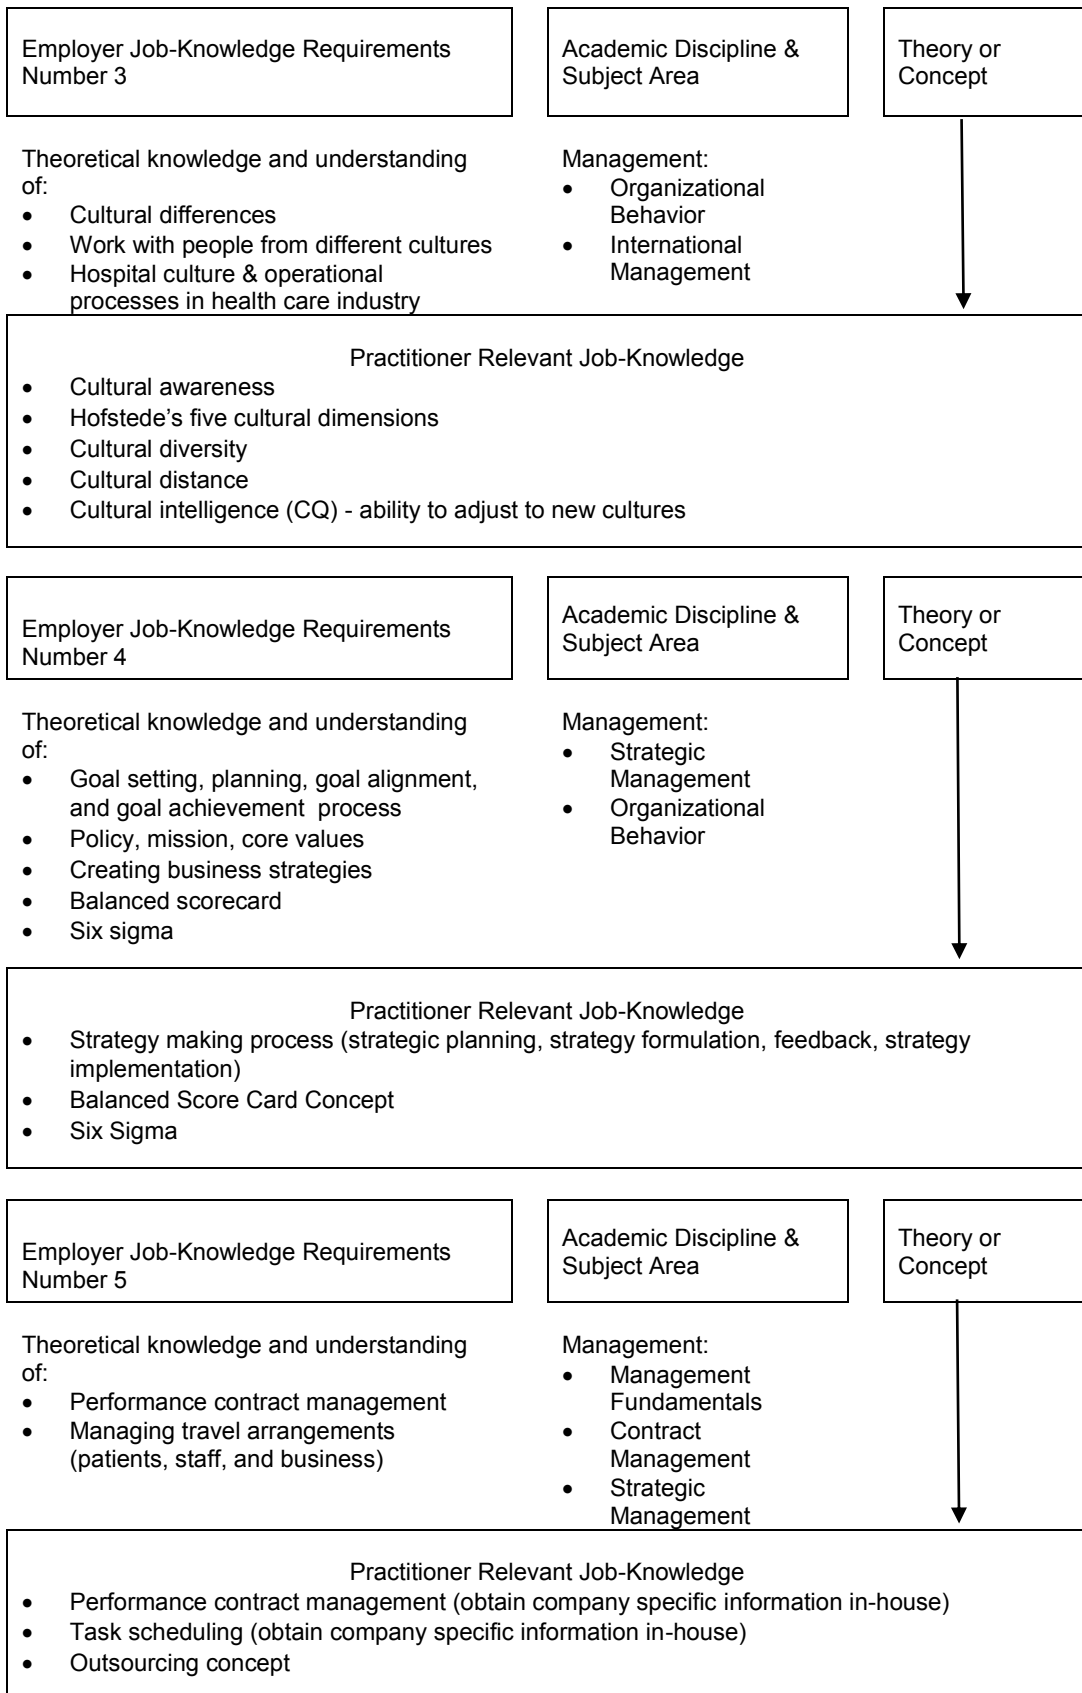 Employer Job-Knowledge Requirements
Number 3
Academic Discipline &
Subject Area
Theory or
Concept
Theoretical knowledge and understanding
of:
• Cultural differences
• Work with people from different cultures
• Hospital culture & operational
processes in health care industry
Management:
• Organizational
Behavior
• International
Management
Practitioner Relevant Job-Knowledge
• Cultural awareness
• Hofstede’s five cultural dimensions
• Cultural diversity
• Cultural distance
• Cultural intelligence (CQ) - ability to adjust to new cultures
Employer Job-Knowledge Requirements
Number 4
Academic Discipline &
Subject Area
Theory or
Concept
Theoretical knowledge and understanding
of:
• Goal setting, planning, goal alignment,
and goal achievement process
• Policy, mission, core values
• Creating business strategies
• Balanced scorecard
• Six sigma
Management:
• Strategic
Management
• Organizational
Behavior
Practitioner Relevant Job-Knowledge
• Strategy making process (strategic planning, strategy formulation, feedback, strategy
implementation)
• Balanced Score Card Concept
• Six Sigma
Employer Job-Knowledge Requirements
Number 5
Academic Discipline &
Subject Area
Theory or
Concept
Theoretical knowledge and understanding
of:
• Performance contract management
• Managing travel arrangements
(patients, staff, and business)
Management:
• Management
Fundamentals
• Contract
Management
• Strategic
Management
Practitioner Relevant Job-Knowledge
• Performance contract management (obtain company specific information in-house)
• Task scheduling (obtain company specific information in-house)
• Outsourcing concept